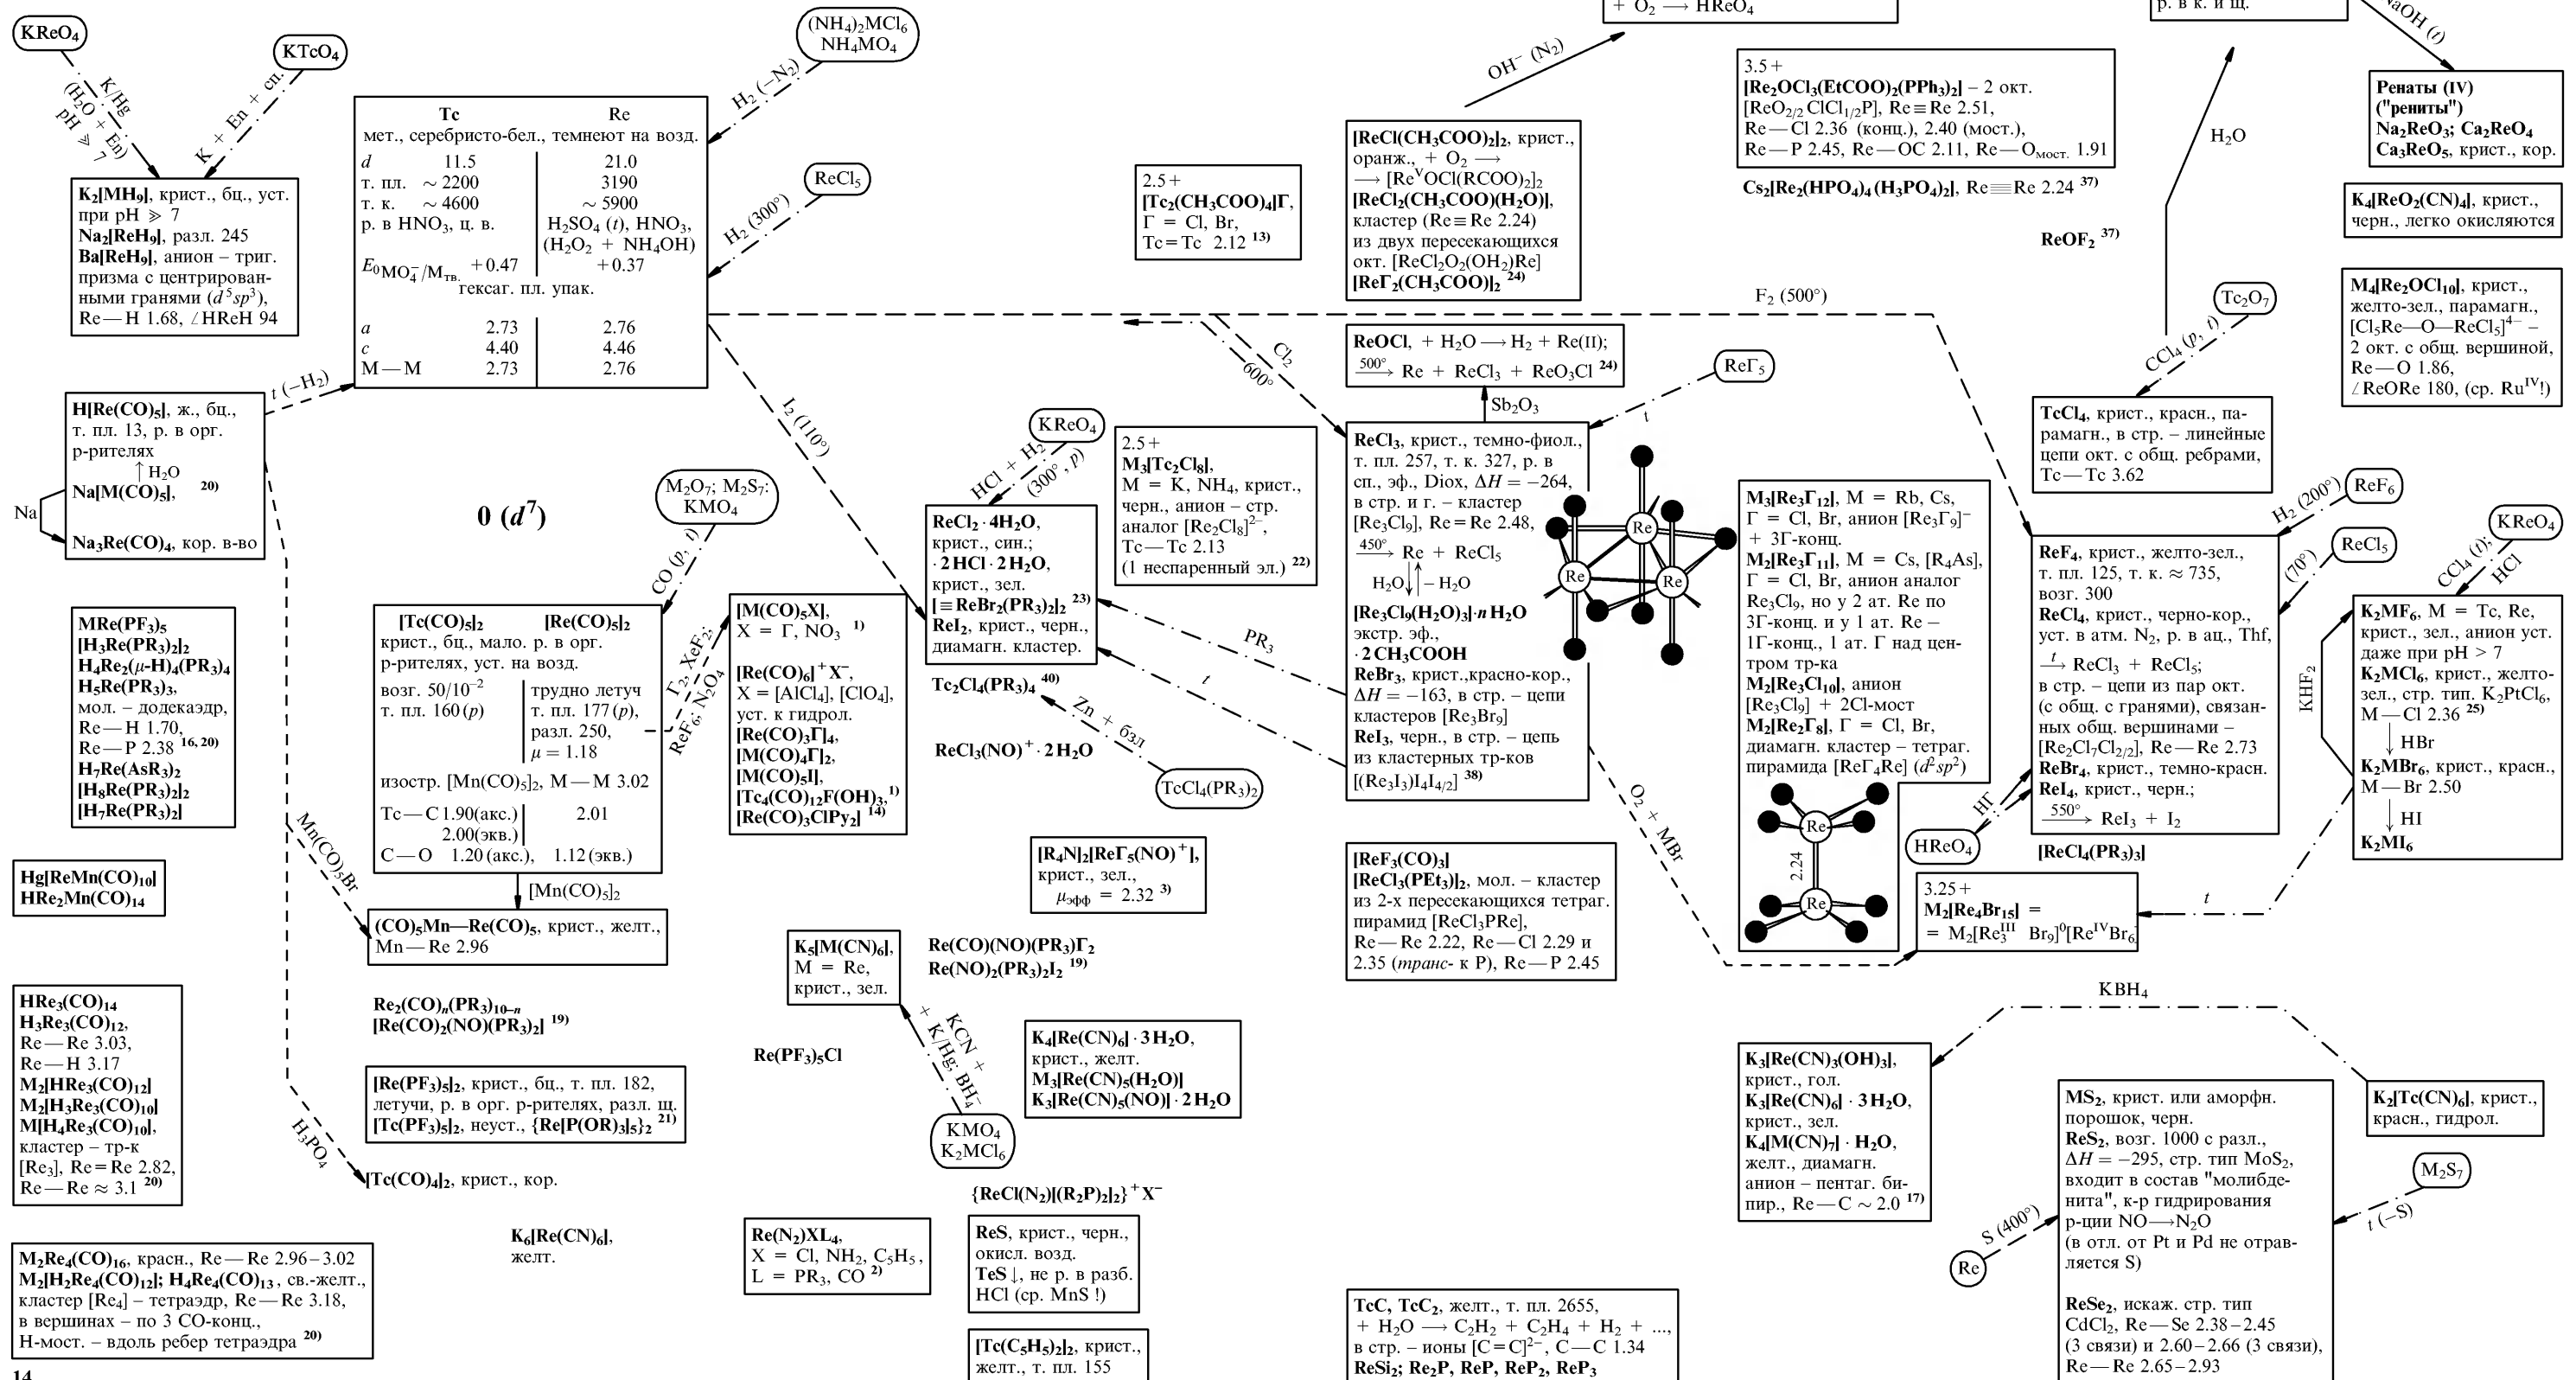 KReO₄
KTcO₄
K/Hg
(H₂O + En)
pH ⩾ 7
K + En + сп.
(NH₄)₂MCl₆
NH₄MO₄
H₂ (–N₂)
ReCl₅
H₂ (300°)
K₂[MH₉], крист., бц., уст.
при pH ⩾ 7
Na₂[ReH₉], разл. 245
Ba[ReH₉], анион – триг.
призма с центрирован-
ными гранями (d⁵sp³),
Re—H 1.68, ∠HReH 94
Tc Re
мет., серебристо-бел., темнеют на возд.
d 11.5 21.0
т. пл. ~ 2200 3190
т. к. ~ 4600 ~ 5900
р. в HNO₃, ц. в. H₂SO₄ (t), HNO₃,
(H₂O₂ + NH₄OH)
E₀ MO₄⁻/Mтв. +0.47 +0.37
гексаг. пл. упак.
a 2.73 2.76
c 4.40 4.46
M—M 2.73 2.76
t (–H₂)
H[Re(CO)₅], ж., бц.,
т. пл. 13, р. в орг.
р-рителях
↑H₂O
Na[M(CO)₅], 20)
Na
Na₃Re(CO)₄, кор. в-во
0 (d⁷)
M₂O₇; M₂S₇:
KMO₄
CO (p, t)
I₂ (110°)
MRe(PF₃)₅
[H₃Re(PR₃)₂]₂
H₄Re₂(μ-H)₄(PR₃)₄
H₅Re(PR₃)₃,
мол. – додекаэдр,
Re—H 1.70,
Re—P 2.38 16, 20)
H₇Re(AsR₃)₂
[H₈Re(PR₃)₂]₂
[H₇Re(PR₃)₂]
Hg[ReMn(CO)₁₀]
HRe₂Mn(CO)₁₄
[Tc(CO)₅]₂ [Re(CO)₅]₂
крист., бц., мало. р. в орг.
р-рителях, уст. на возд.
возг. 50/10⁻² трудно летуч
т. пл. 160 (p) т. пл. 177 (p),
разл. 250,
μ = 1.18
изостр. [Mn(CO)₅]₂, M—M 3.02
Tc—C 1.90 (акс.) 2.01
2.00 (экв.)
C—O 1.20 (акс.), 1.12 (экв.)
[Mn(CO)₅]₂
Mn(CO)₅Br
(CO)₅Mn—Re(CO)₅, крист., желт.,
Mn—Re 2.96
Г₂, XeF₂;
ReF₆; N₂O₄
[M(CO)₅X],
X = Г, NO₃ 1)
[Re(CO)₆]⁺X⁻,
X = [AlCl₄], [ClO₄],
уст. к гидрол.
[Re(CO)₃Г]₄,
[M(CO)₄Г]₂,
[M(CO)₅I],
[Tc₄(CO)₁₂F(OH)₃,1)
[Re(CO)₃ClPy₂] 14)
HRe₃(CO)₁₄
H₃Re₃(CO)₁₂,
Re—Re 3.03,
Re—H 3.17
M₂[HRe₃(CO)₁₂]
M₂[H₃Re₃(CO)₁₀]
M[H₄Re₃(CO)₁₀],
кластер – тр-к
[Re₃], Re=Re 2.82,
Re—Re ≈ 3.1 20)
Re₂(CO)ₙ(PR₃)₁₀₋ₙ
[Re(CO)₂(NO)(PR₃)₂] 19)
[Re(PF₃)₅]₂, крист., бц., т. пл. 182,
летучи, р. в орг. р-рителях, разл. щ.
[Tc(PF₃)₅]₂, неуст., {Re[P(OR)₃]₅}₂ 21)
H₃PO₄
[Tc(CO)₄]₂, крист., кор.
M₂Re₄(CO)₁₆, красн., Re—Re 2.96–3.02
M₂[H₂Re₄(CO)₁₂]; H₄Re₄(CO)₁₃, св.-желт.,
кластер [Re₄] – тетраэдр, Re—Re 3.18,
в вершинах – по 3 CO-конц.,
H-мост. – вдоль ребер тетраэдра 20)
14
K₆[Re(CN)₆],
желт.
Re(N₂)XL₄,
X = Cl, NH₂, C₅H₅,
L = PR₃, CO 2)
Re(PF₃)₅Cl
K₅[M(CN)₆],
M = Re,
крист., зел.
KCN +
+ K/Hg; BH₄⁻
KMO₄
K₂MCl₆
Re(CO)(NO)(PR₃)Г₂
Re(NO)₂(PR₃)₂I₂ 19)
[R₄N]₂[ReГ₅(NO)⁺],
крист., зел.,
μэфф = 2.32 3)
K₄[Re(CN)₆] · 3H₂O,
крист., желт.
M₃[Re(CN)₅(H₂O)]
K₃[Re(CN)₅(NO)] · 2H₂O
{ReCl(N₂)[(R₂P)₂]₂}⁺X⁻
ReS, крист., черн.,
окисл. возд.
TeS↓, не р. в разб.
HCl (ср. MnS !)
[Tc(C₅H₅)₂]₂, крист.,
желт., т. пл. 155
KReO₄
HCl + H₂
(300°, p)
ReCl₂ · 4H₂O,
крист., син.;
· 2HCl · 2H₂O,
крист., зел.
[≡ReBr₂(PR₃)₂]₂ 23)
ReI₂, крист., черн.,
диамагн. кластер.
Tc₂Cl₄(PR₃)₄ 40)
Zn + бзл
ReCl₃(NO)⁺ · 2H₂O
TcCl₄(PR₃)₂
PR₃
t
2.5+
[Tc₂(CH₃COO)₄]Г,
Г = Cl, Br,
Tc=Tc 2.12 13)
2.5+
M₃[Tc₂Cl₈],
M = K, NH₄, крист.,
черн., анион – стр.
аналог [Re₂Cl₈]²⁻,
Tc—Tc 2.13
(1 неспаренный эл.) 22)
Cl₂
600°
F₂ (500°)
+ O₂ ⟶ HReO₄
OH⁻ (N₂)
[ReCl(CH₃COO)₂]₂, крист.,
оранж., + O₂ ⟶
⟶ [ReⱽOCl(RCOO)₂]₂
[ReCl₂(CH₃COO)(H₂O)],
кластер (Re≡Re 2.24)
из двух пересекающихся
окт. [ReCl₂O₂(OH₂)Re]
[ReГ₂(CH₃COO)]₂ 24)
ReOCl, + H₂O ⟶ H₂ + Re(II);
500° ⟶ Re + ReCl₃ + ReO₃Cl 24)
Sb₂O₃
ReГ₅
t
ReCl₃, крист., темно-фиол.,
т. пл. 257, т. к. 327, р. в
сп., эф., Diox, ΔH = –264,
в стр. и г. – кластер
[Re₃Cl₉], Re=Re 2.48,
450° ⟶ Re + ReCl₅
H₂O↓↑– H₂O
[Re₃Cl₉(H₂O)₃]·n H₂O
экстр. эф.,
· 2CH₃COOH
ReBr₃, крист.,красно-кор.,
ΔH = –163, в стр. – цепи
кластеров [Re₃Br₉]
ReI₃, черн., в стр. – цепь
из кластерных тр-ков
[(Re₃I₃)I₄I₄/₂] 38)
Re
Re
Re
[ReF₃(CO)₃]
[ReCl₃(PEt₃)]₂, мол. – кластер
из 2-х пересекающихся тетраг.
пирамид [ReCl₃PRe],
Re—Re 2.22, Re—Cl 2.29 и
2.35 (транс- к P), Re—P 2.45
O₂ + MBr
TcC, TcC₂, желт., т. пл. 2655,
+ H₂O ⟶ C₂H₂ + C₂H₄ + H₂ + ...,
в стр. – ионы [C=C]²⁻, C—C 1.34
ReSi₂; Re₂P, ReP, ReP₂, ReP₃
3.5+
[Re₂OCl₃(EtCOO)₂(PPh₃)₂] – 2 окт.
[ReO₂/₂ ClCl₁/₂P], Re≡Re 2.51,
Re—Cl 2.36 (конц.), 2.40 (мост.),
Re—P 2.45, Re—OC 2.11, Re—Oмост. 1.91
Cs₂[Re₂(HPO₄)₄(H₃PO₄)₂], Re≣Re 2.24 37)
M₃[Re₃Г₁₂], M = Rb, Cs,
Г = Cl, Br, анион [Re₃Г₉]⁻
+ 3Г-конц.
M₂[Re₃Г₁₁], M = Cs, [R₄As],
Г = Cl, Br, анион аналог
Re₃Cl₉, но у 2 ат. Re по
3Г-конц. и у 1 ат. Re –
1Г-конц., 1 ат. Г над цен-
тром тр-ка
M₂[Re₃Cl₁₀], анион
[Re₃Cl₉] + 2Cl-мост
M₂[Re₂Г₈], Г = Cl, Br,
диамагн. кластер – тетраг.
пирамида [ReГ₄Re] (d²sp²)
Re
2.24
Re
р. в к. и щ.
NaOH (t)
H₂O
ReOF₂ 37)
Ренаты (IV)
("рениты")
Na₂ReO₃; Ca₂ReO₄
Ca₃ReO₅, крист., кор.
K₄[ReO₂(CN)₄], крист.,
черн., легко окисляются
M₄[Re₂OCl₁₀], крист.,
желто-зел., парамагн.,
[Cl₅Re—O—ReCl₅]⁴⁻ –
2 окт. с общ. вершиной,
Re—O 1.86,
∠ReORe 180, (ср. Ruᴵⱽ!)
Tc₂O₇
CCl₄ (p, t)
TcCl₄, крист., красн., па-
рамагн., в стр. – линейные
цепи окт. с общ. ребрами,
Tc—Tc 3.62
ReF₆
H₂ (200°)
ReCl₅
(70°)
KReO₄
CCl₄ (t);
HCl
ReF₄, крист., желто-зел.,
т. пл. 125, т. к. ≈ 735,
возг. 300
ReCl₄, крист., черно-кор.,
уст. в атм. N₂, р. в ац., Thf,
t ⟶ ReCl₃ + ReCl₅;
в стр. – цепи из пар окт.
(с общ. с гранями), связан-
ных общ. вершинами –
[Re₂Cl₇Cl₂/₂], Re—Re 2.73
ReBr₄, крист., темно-красн.
ReI₄, крист., черн.;
550° ⟶ ReI₃ + I₂
HГ
HReO₄
[ReCl₄(PR₃)₃]
KHF₂
K₂MF₆, M = Tc, Re,
крист., зел., анион уст.
даже при pH > 7
K₂MCl₆, крист., желто-
зел., стр. тип. K₂PtCl₆,
M—Cl 2.36 25)
↓HBr
K₂MBr₆, крист., красн.,
M—Br 2.50
↓HI
K₂MI₆
t
3.25+
M₂[Re₄Br₁₅] =
= M₂[Re₃ᴵᴵᴵ Br₉]⁰[ReᴵⱽBr₆
KBH₄
K₃[Re(CN)₃(OH)₃],
крист., гол.
K₃[Re(CN)₆] · 3H₂O,
крист., зел.
K₄[M(CN)₇] · H₂O,
желт., диамагн.
анион – пентаг. би-
пир., Re—C ~ 2.0 17)
K₂[Tc(CN)₆], крист.,
красн., гидрол.
M₂S₇
t (–S)
S (400°)
Re
MS₂, крист. или аморфн.
порошок, черн.
ReS₂, возг. 1000 с разл.,
ΔH = –295, стр. тип MoS₂,
входит в состав "молибде-
нита", к-р гидрирования
р-ции NO⟶N₂O
(в отл. от Pt и Pd не отрав-
ляется S)
ReSe₂, искаж. стр. тип
CdCl₂, Re—Se 2.38–2.45
(3 связи) и 2.60–2.66 (3 связи),
Re—Re 2.65–2.93